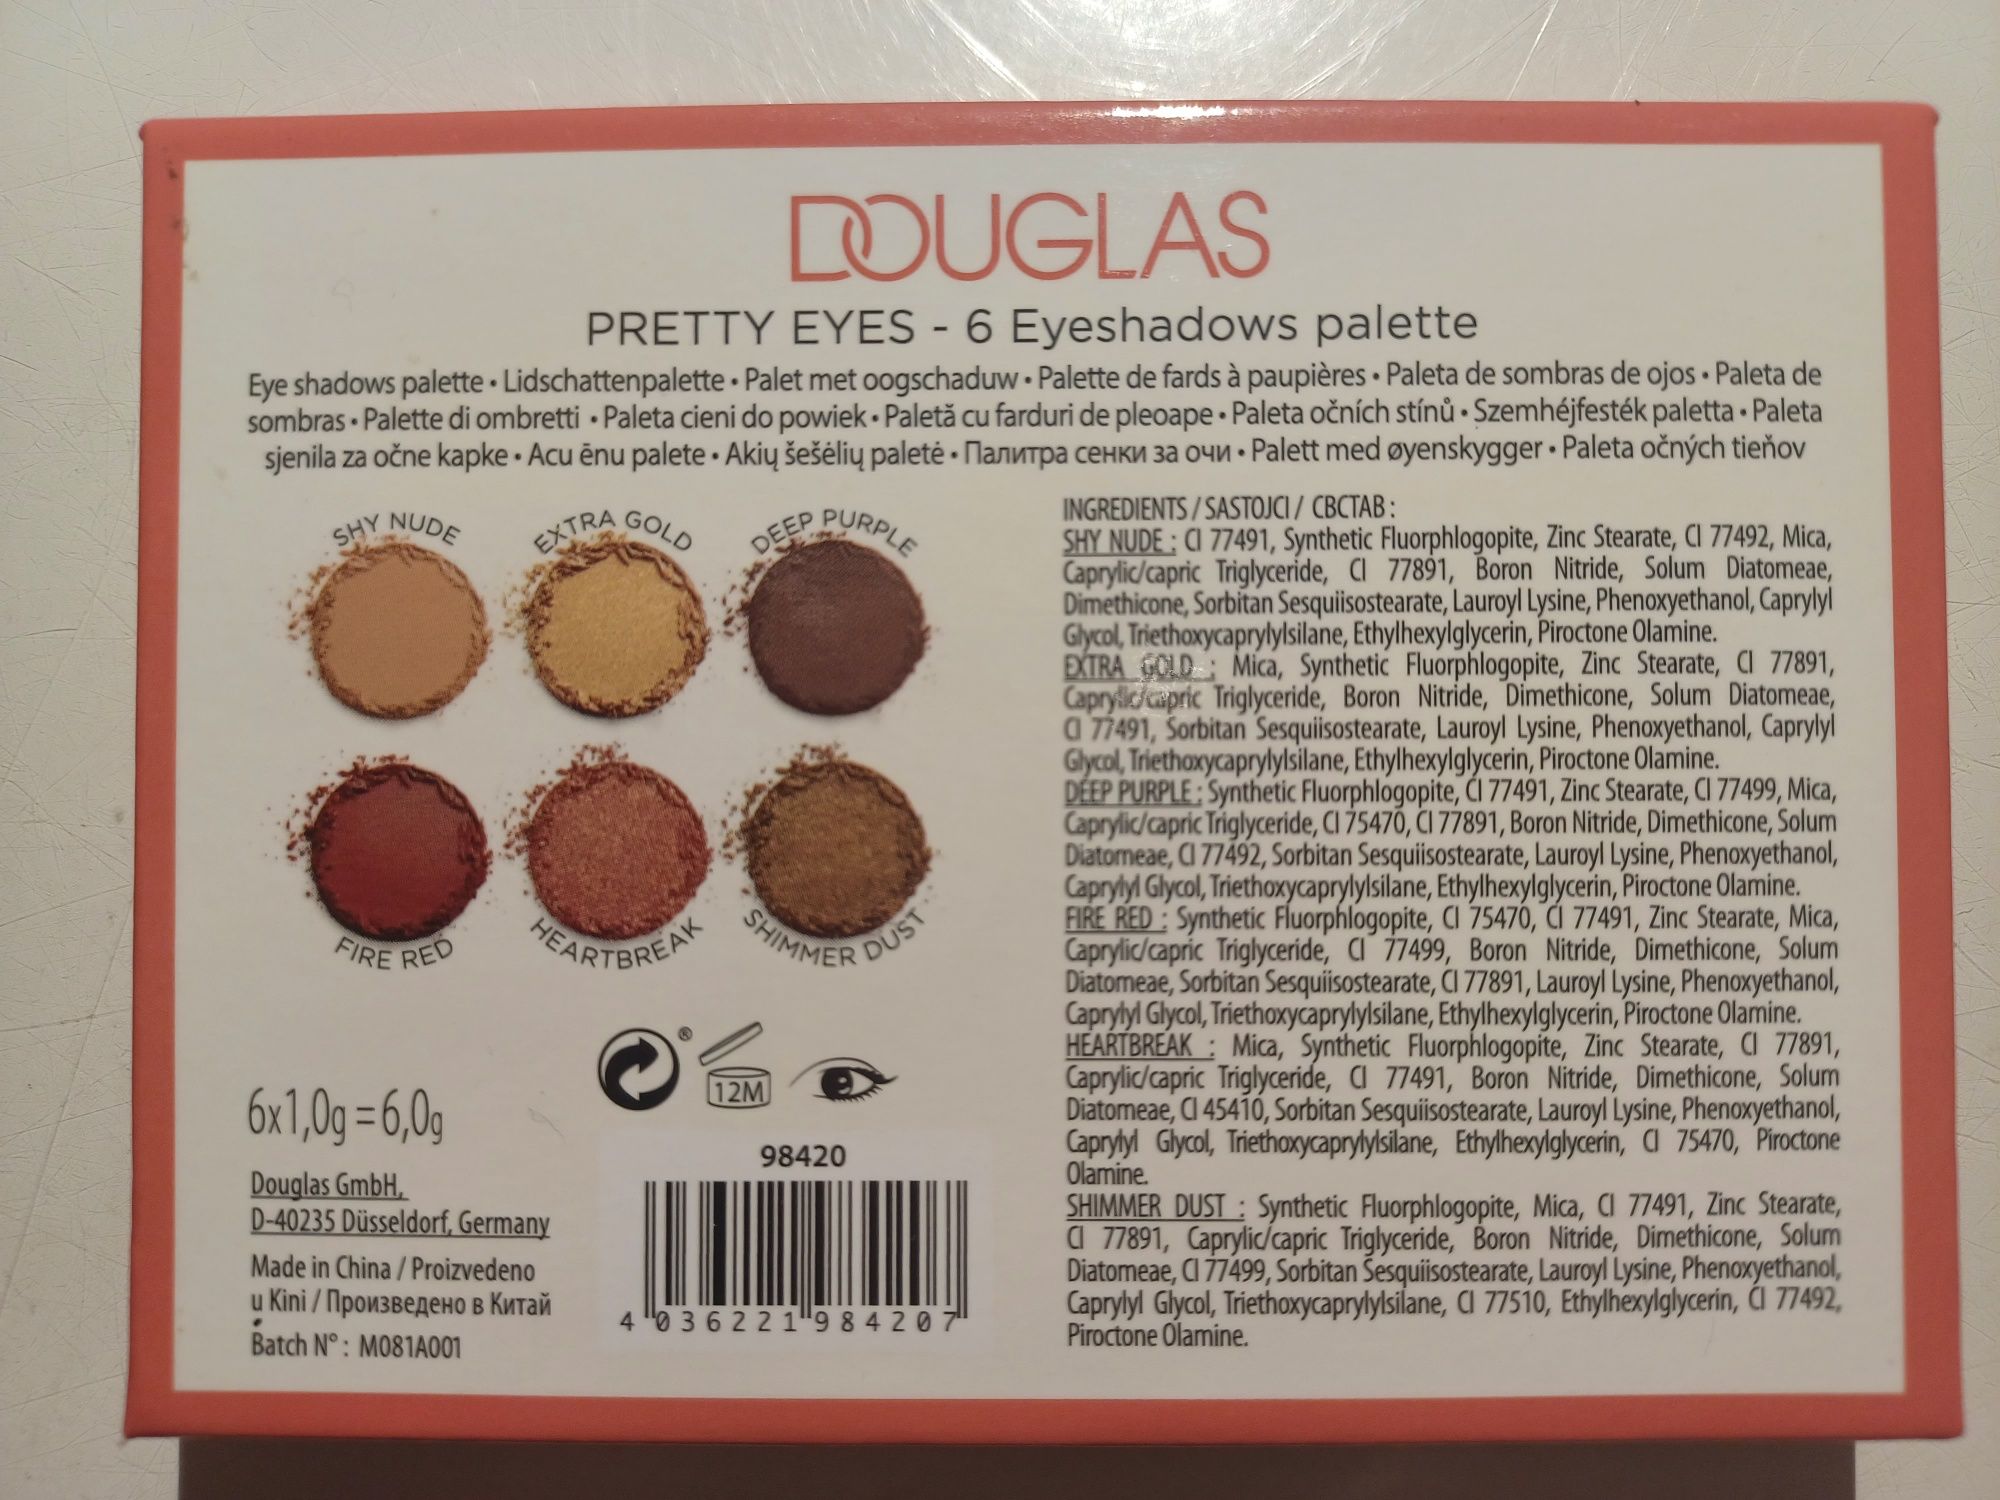 DOUGLAS
PRETTY EYES - 6 Eyeshadows palette
Eye shadows palette • Lidschattenpalette • Palet met oogschaduw • Palette de fards à paupières • Paleta de sombras de ojos • Paleta de
sombras • Palette di ombretti • Paleta cieni do powiek • Paletă cu farduri de pleoape • Paleta očních stínů • Szemhéjfesték paletta • Paleta
sjenila za očne kapke • Acu ēnu palete • Akių šešėlių paletė • Палитра сенки за очи • Palett med øyenskygger • Paleta očných tieňov
SHY NUDE
EXTRA GOLD
DEEP PURPLE
FIRE RED
HEARTBREAK
SHIMMER DUST
®
12M
6x1,0g = 6,0g
Douglas GmbH,
D-40235 Düsseldorf, Germany
Made in China / Proizvedeno
u Kini / Произведено в Китай
Batch N° : M081A001
98420
4 036221 984207
INGREDIENTS / SASTOJCI / CBCTAB :
SHY NUDE : CI 77491, Synthetic Fluorphlogopite, Zinc Stearate, CI 77492, Mica,
Caprylic/capric Triglyceride, CI 77891, Boron Nitride, Solum Diatomeae,
Dimethicone, Sorbitan Sesquiisostearate, Lauroyl Lysine, Phenoxyethanol, Caprylyl
Glycol, Triethoxycaprylylsilane, Ethylhexylglycerin, Piroctone Olamine.
EXTRA GOLD : Mica, Synthetic Fluorphlogopite, Zinc Stearate, CI 77891,
Caprylic/capric Triglyceride, Boron Nitride, Dimethicone, Solum Diatomeae,
CI 77491, Sorbitan Sesquiisostearate, Lauroyl Lysine, Phenoxyethanol, Caprylyl
Glycol, Triethoxycaprylylsilane, Ethylhexylglycerin, Piroctone Olamine.
DEEP PURPLE : Synthetic Fluorphlogopite, CI 77491, Zinc Stearate, CI 77499, Mica,
Caprylic/capric Triglyceride, CI 75470, CI 77891, Boron Nitride, Dimethicone, Solum
Diatomeae, CI 77492, Sorbitan Sesquiisostearate, Lauroyl Lysine, Phenoxyethanol,
Caprylyl Glycol, Triethoxycaprylylsilane, Ethylhexylglycerin, Piroctone Olamine.
FIRE RED : Synthetic Fluorphlogopite, CI 75470, CI 77491, Zinc Stearate, Mica,
Caprylic/capric Triglyceride, CI 77499, Boron Nitride, Dimethicone, Solum
Diatomeae, Sorbitan Sesquiisostearate, CI 77891, Lauroyl Lysine, Phenoxyethanol,
Caprylyl Glycol, Triethoxycaprylylsilane, Ethylhexylglycerin, Piroctone Olamine.
HEARTBREAK : Mica, Synthetic Fluorphlogopite, Zinc Stearate, CI 77891,
Caprylic/capric Triglyceride, CI 77491, Boron Nitride, Dimethicone, Solum
Diatomeae, CI 45410, Sorbitan Sesquiisostearate, Lauroyl Lysine, Phenoxyethanol,
Caprylyl Glycol, Triethoxycaprylylsilane, Ethylhexylglycerin, CI 75470, Piroctone
Olamine.
SHIMMER DUST : Synthetic Fluorphlogopite, Mica, CI 77491, Zinc Stearate,
CI 77891, Caprylic/capric Triglyceride, Boron Nitride, Dimethicone, Solum
Diatomeae, CI 77499, Sorbitan Sesquiisostearate, Lauroyl Lysine, Phenoxyethanol,
Caprylyl Glycol, Triethoxycaprylylsilane, CI 77510, Ethylhexylglycerin, CI 77492,
Piroctone Olamine.